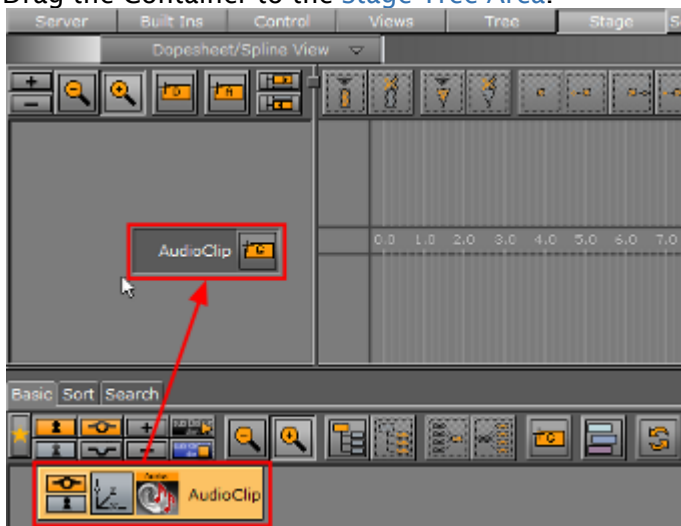 Drag the Container to the Stage Tree Area.
Server Built Ins Control Views Tree Stage
Dopesheet/Spline View
AudioClip
0.0 1.0 2.0 3.0 4.0 5.0 6.0 7.0
Basic Sort Search
AudioClip